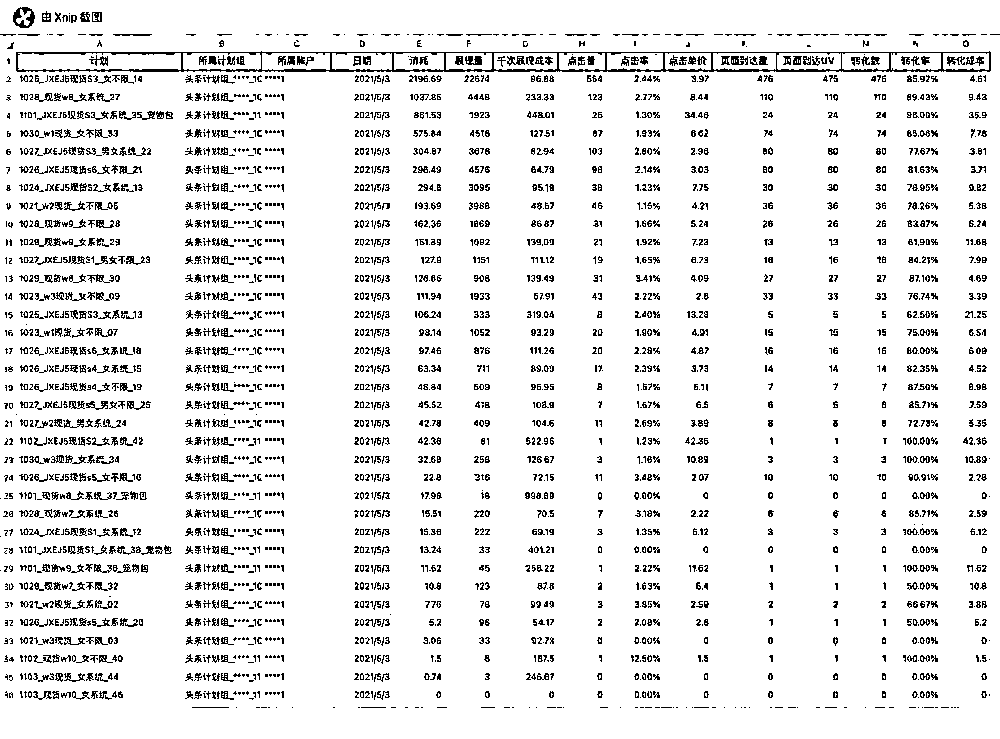 由 Xnip 截图
A B C D E F G H I J K L M N O
1 计划 所属计划组 所属账户 日期 消耗 展现量 千次展现成本 点击量 点击率 点击单价 页面到达量 页面到达UV 转化数 转化率 转化成本
2 1025_JXEJ5现货S3_女不限_14 头条计划组_****_1C ****1 2021/5/3 2196.69 22674 96.88 554 2.44% 3.97 476 475 476 85.92% 4.61
3 1028_现货w8_女系统_27 头条计划组_****_1C ****1 2021/5/3 1037.85 4448 233.33 123 2.77% 8.44 110 110 110 89.43% 9.43
4 1101_JXEJ5现货S3_女系统_35_宠物包 头条计划组_****_11 ****1 2021/5/3 861.53 1923 448.01 25 1.30% 34.46 24 24 24 96.00% 35.9
5 1030_w1现货_女不限_33 头条计划组_****_1C ****1 2021/5/3 575.84 4516 127.51 87 1.93% 6.62 74 74 74 85.06% 7.78
6 1027_JXEJ5现货S3_男女系统_22 头条计划组_****_1C ****1 2021/5/3 304.87 3676 82.94 103 2.80% 2.96 80 80 80 77.67% 3.81
7 1026_JXEJ5现货s6_女不限_21 头条计划组_****_1C ****1 2021/5/3 296.49 4576 64.79 98 2.14% 3.03 80 80 80 81.63% 3.71
8 1024_JXEJ5现货S2_女系统_13 头条计划组_****_1C ****1 2021/5/3 294.6 3095 95.19 38 1.23% 7.75 30 30 30 78.95% 9.82
9 1021_w2现货_女不限_05 头条计划组_****_1C ****1 2021/5/3 193.69 3988 48.57 46 1.15% 4.21 36 36 36 78.26% 5.38
10 1028_现货w9_女不限_28 头条计划组_****_1C ****1 2021/5/3 162.36 1869 86.87 31 1.66% 5.24 26 26 26 83.87% 6.24
11 1028_现货w9_女系统_29 头条计划组_****_1C ****1 2021/5/3 151.89 1092 139.09 21 1.92% 7.23 13 13 13 61.90% 11.68
12 1027_JXEJ5现货S1_男女不限_23 头条计划组_****_1C ****1 2021/5/3 127.9 1151 111.12 19 1.65% 6.73 16 16 16 84.21% 7.99
13 1029_现货w8_女不限_30 头条计划组_****_1C ****1 2021/5/3 126.66 908 139.49 31 3.41% 4.09 27 27 27 87.10% 4.69
14 1023_w3现货_女不限_09 头条计划组_****_1C ****1 2021/5/3 111.94 1933 57.91 43 2.22% 2.6 33 33 33 76.74% 3.39
15 1025_JXEJ5现货S3_女系统_13 头条计划组_****_1C ****1 2021/5/3 106.24 333 319.04 8 2.40% 13.28 5 5 5 62.50% 21.25
16 1023_w1现货_女不限_07 头条计划组_****_1C ****1 2021/5/3 98.14 1052 93.29 20 1.90% 4.91 15 15 15 75.00% 6.54
17 1026_JXEJ5现货s6_女系统_18 头条计划组_****_1C ****1 2021/5/3 97.46 876 111.26 20 2.28% 4.87 16 16 16 80.00% 6.09
18 1026_JXEJ5现货s4_女系统_15 头条计划组_****_1C ****1 2021/5/3 63.34 711 89.09 17 2.39% 3.73 14 14 14 82.35% 4.52
19 1026_JXEJ5现货s4_女不限_19 头条计划组_****_1C ****1 2021/5/3 48.84 509 95.95 8 1.57% 6.11 7 7 7 87.50% 6.98
20 1027_JXEJ5现货s5_男女不限_25 头条计划组_****_1C ****1 2021/5/3 45.52 418 108.9 7 1.67% 6.5 6 6 6 85.71% 7.59
21 1027_w2现货_男女系统_24 头条计划组_****_1C ****1 2021/5/3 42.78 409 104.6 11 2.69% 3.89 8 8 8 72.73% 5.35
22 1102_JXEJ5现货S2_女系统_42 头条计划组_****_11 ****1 2021/5/3 42.36 81 522.96 1 1.23% 42.36 1 1 1 100.00% 42.36
23 1030_w3现货_女系统_34 头条计划组_****_1C ****1 2021/5/3 32.68 258 126.67 3 1.16% 10.89 3 3 3 100.00% 10.89
24 1026_JXEJ5现货s5_女不限_16 头条计划组_****_1C ****1 2021/5/3 22.8 316 72.15 11 3.48% 2.07 10 10 10 90.91% 2.28
25 1101_现货w8_女系统_37_宠物包 头条计划组_****_11 ****1 2021/5/3 17.98 18 998.89 0 0.00% 0 0 0 0 0.00% 0
26 1028_现货w7_女系统_26 头条计划组_****_1C ****1 2021/5/3 15.51 220 70.5 7 3.18% 2.22 6 6 6 85.71% 2.59
27 1024_JXEJ5现货S1_女系统_12 头条计划组_****_1C ****1 2021/5/3 15.36 222 69.19 3 1.35% 5.12 3 3 3 100.00% 5.12
28 1101_JXEJ5现货S1_女系统_38_宠物包 头条计划组_****_11 ****1 2021/5/3 13.24 33 401.21 0 0.00% 0 0 0 0 0.00% 0
29 1101_现货w9_女不限_36_宠物包 头条计划组_****_11 ****1 2021/5/3 11.62 45 258.22 1 2.22% 11.62 1 1 1 100.00% 11.62
30 1029_现货w7_女不限_32 头条计划组_****_1C ****1 2021/5/3 10.8 123 87.8 2 1.63% 5.4 1 1 1 50.00% 10.8
31 1021_w2现货_女系统_02 头条计划组_****_1C ****1 2021/5/3 7.76 78 99.49 3 3.85% 2.59 2 2 2 66.67% 3.88
32 1026_JXEJ5现货s5_女系统_20 头条计划组_****_1C ****1 2021/5/3 5.2 96 54.17 2 2.08% 2.6 1 1 1 50.00% 5.2
33 1021_w3现货_女不限_03 头条计划组_****_1C ****1 2021/5/3 3.06 33 92.73 0 0.00% 0 0 0 0 0.00% 0
34 1102_现货w10_女不限_40 头条计划组_****_11 ****1 2021/5/3 1.5 8 187.5 1 12.50% 1.5 1 1 1 100.00% 1.5
35 1103_w3现货_女系统_44 头条计划组_****_11 ****1 2021/5/3 0.74 3 246.67 0 0.00% 0 0 0 0 0.00% 0
36 1103_现货w10_女系统_46 头条计划组_****_11 ****1 2021/5/3 0 0 0 0 0.00% 0 0 0 0 0.00% 0